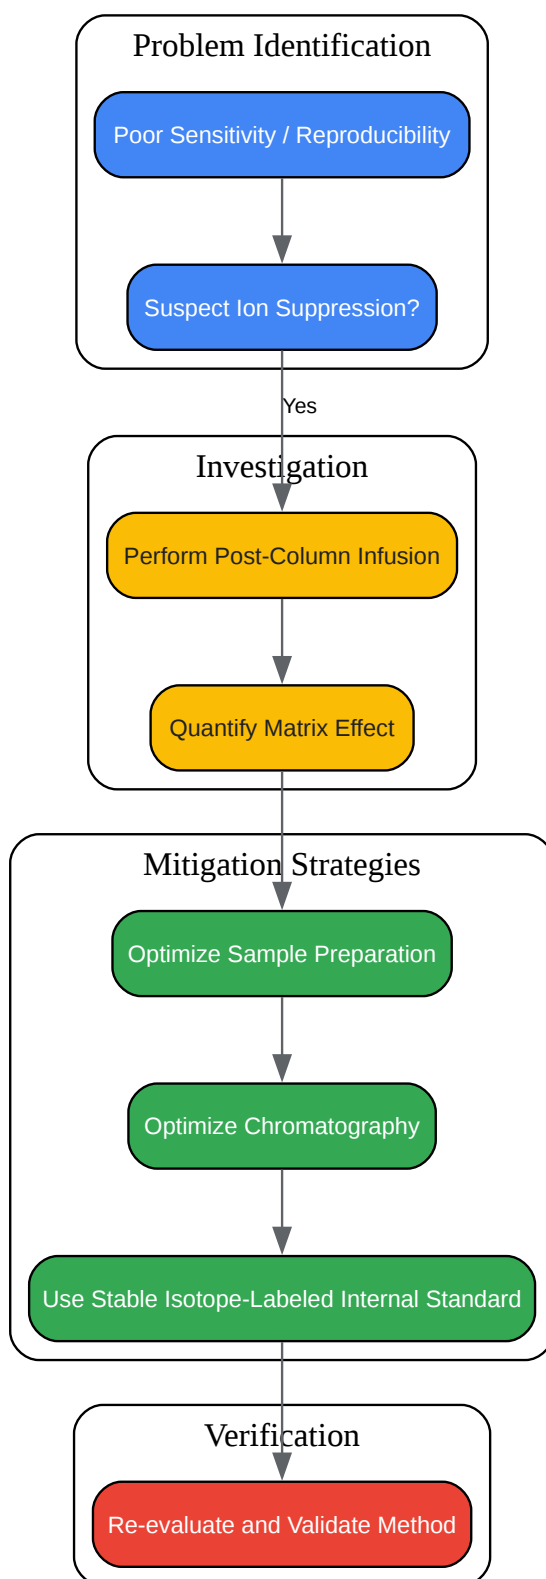 Problem Identification
Poor Sensitivity / Reproducibility
Suspect Ion Suppression?
Yes
Investigation
Perform Post-Column Infusion
Quantify Matrix Effect
Mitigation Strategies
Optimize Sample Preparation
Optimize Chromatography
Use Stable Isotope-Labeled Internal Standard
Verification
Re-evaluate and Validate Method